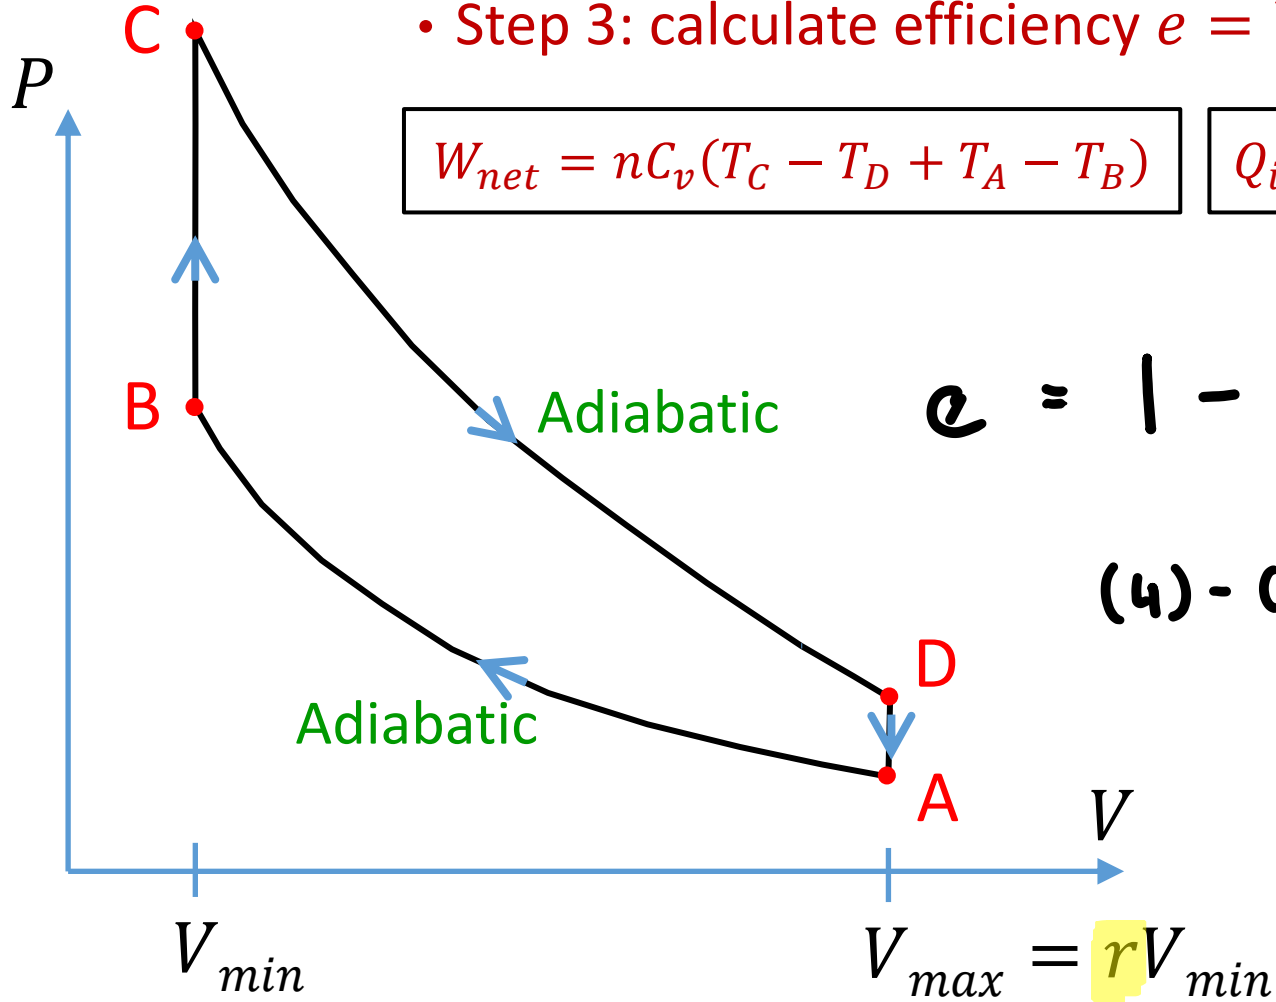 • Step 3: calculate efficiency e =
W_net = nC_v(T_C − T_D + T_A − T_B)
Q
C
P
B
Adiabatic
e = 1 -
(4) -
D
Adiabatic
A
V
V_min
V_max = rV_min